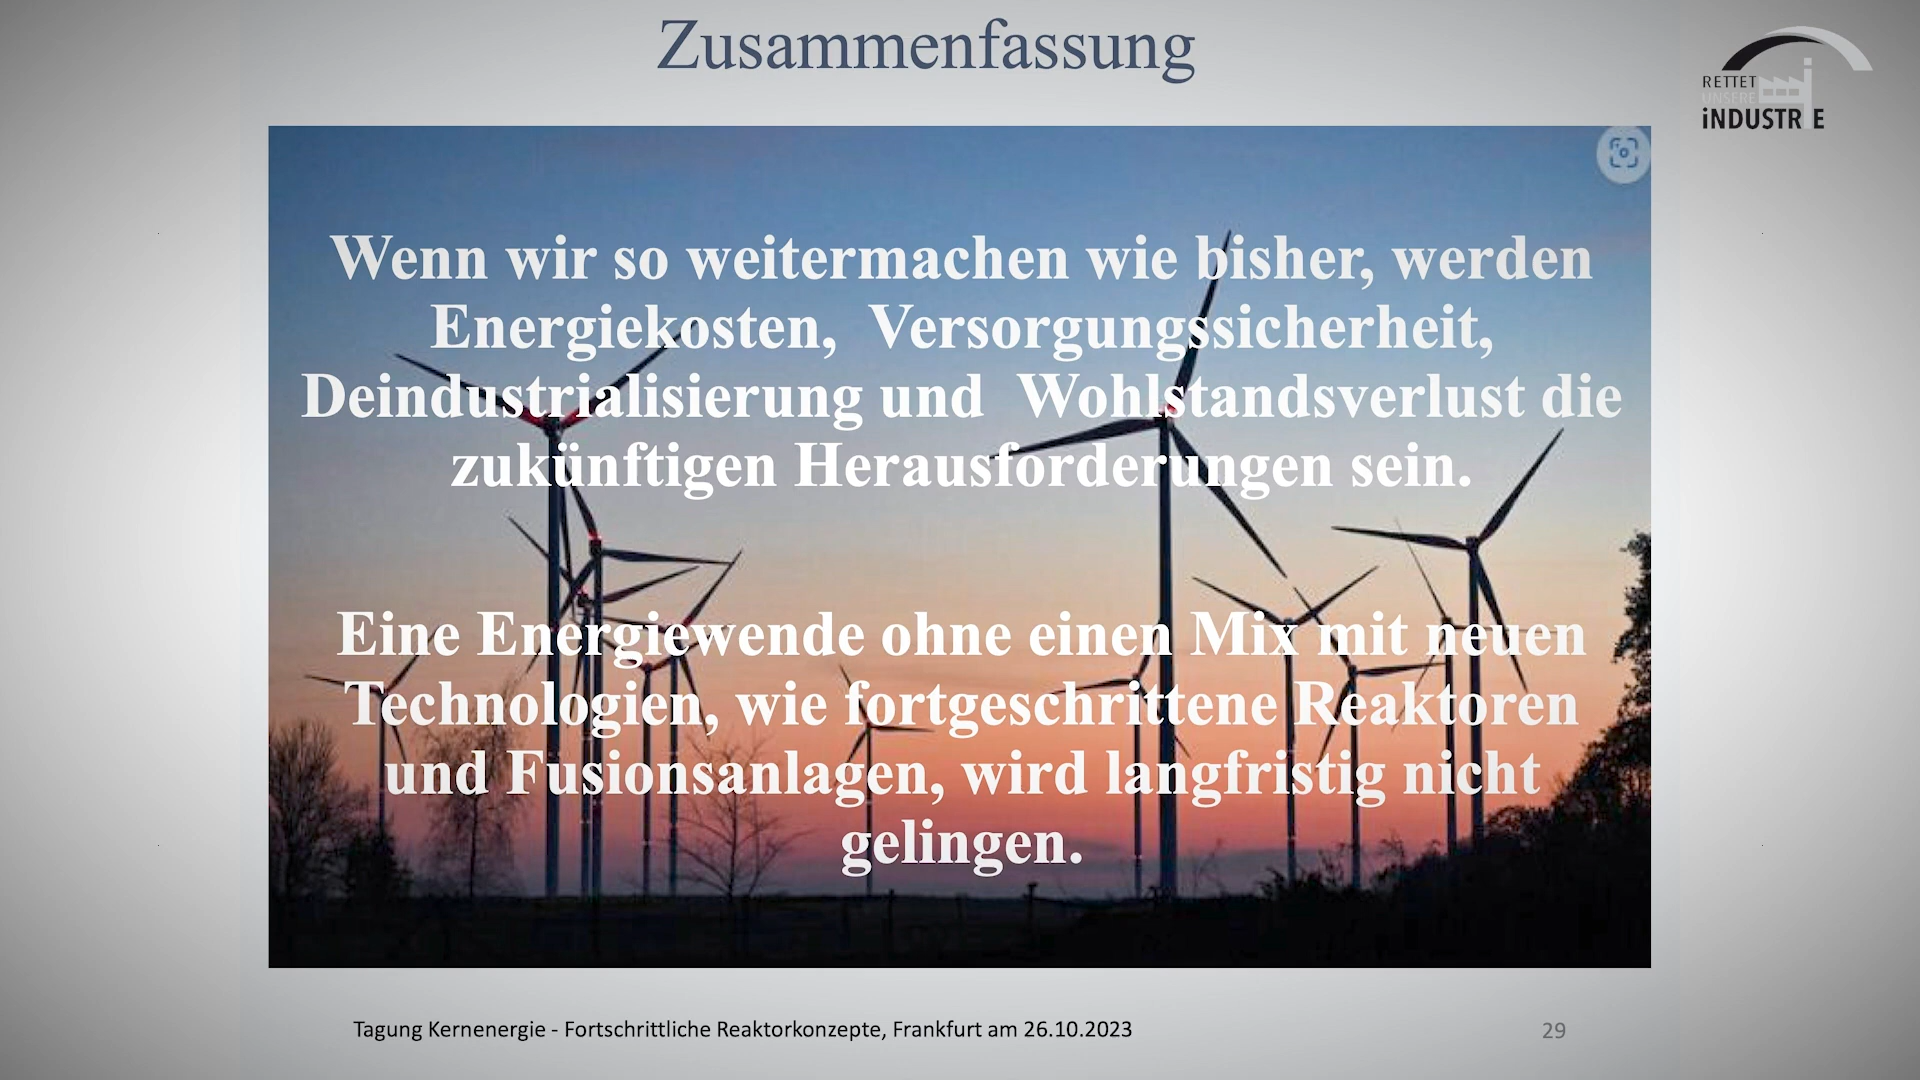 Zusammenfassung
RETTET
UNSERE
iNDUSTRiE
Wenn wir so weitermachen wie bisher, werden
Energiekosten, Versorgungssicherheit,
Deindustrialisierung und Wohlstandsverlust die
zukünftigen Herausforderungen sein.
Eine Energiewende ohne einen Mix mit neuen
Technologien, wie fortgeschrittene Reaktoren
und Fusionsanlagen, wird langfristig nicht
gelingen.
Tagung Kernenergie - Fortschrittliche Reaktorkonzepte, Frankfurt am 26.10.2023
29